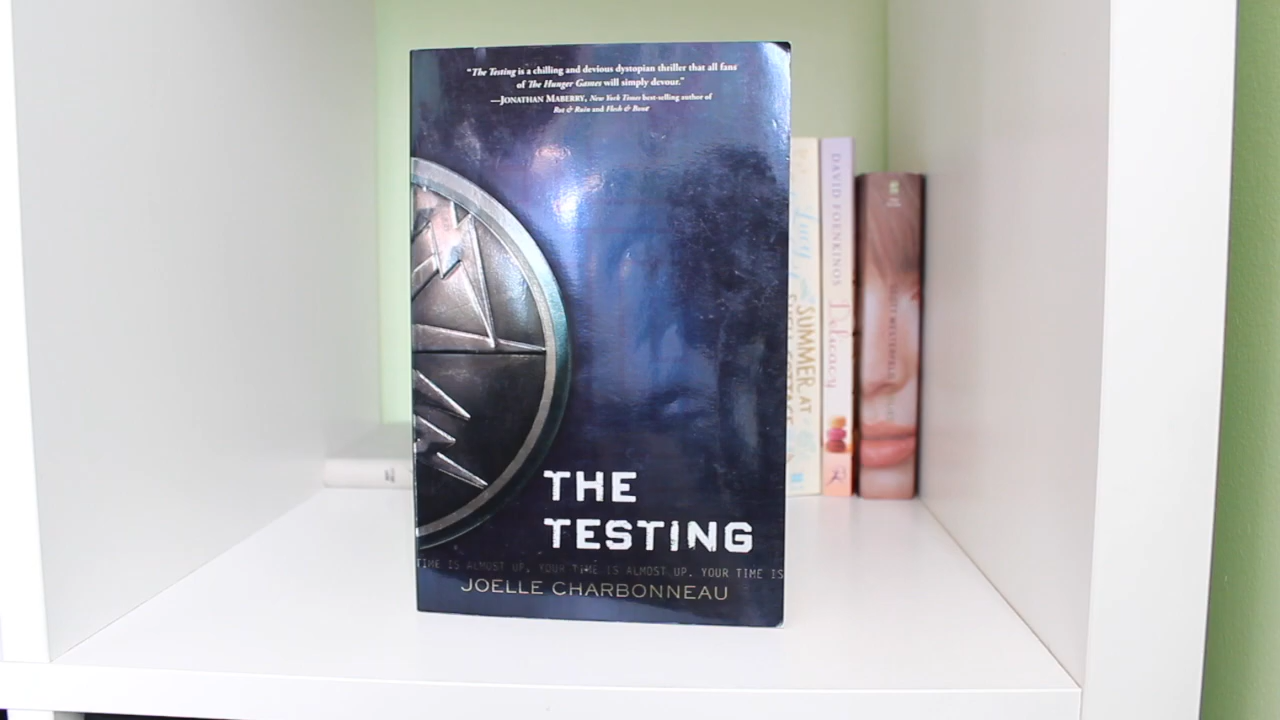 "The Testing is a chilling and devious dystopian thriller that all fans
of The Hunger Games will simply devour."
—JONATHAN MABERRY, New York Times best-selling author of
Rot & Ruin and Flesh & Bone
THE
TESTING
TIME IS ALMOST UP. YOUR TIME IS ALMOST UP. YOUR TIME IS
JOELLE CHARBONNEAU
Lucy
SUMMER AT
DAVID FOENKINOS Delicacy